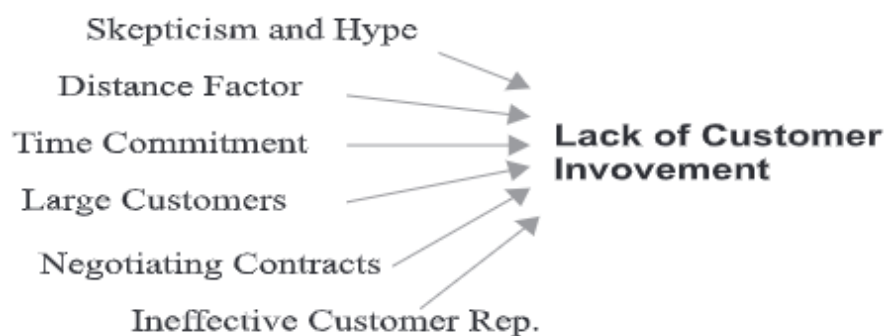 Skepticism and Hype
Distance Factor
Time Commitment
Large Customers
Negotiating Contracts
Ineffective Customer Rep.
Lack of Customer
Invovement